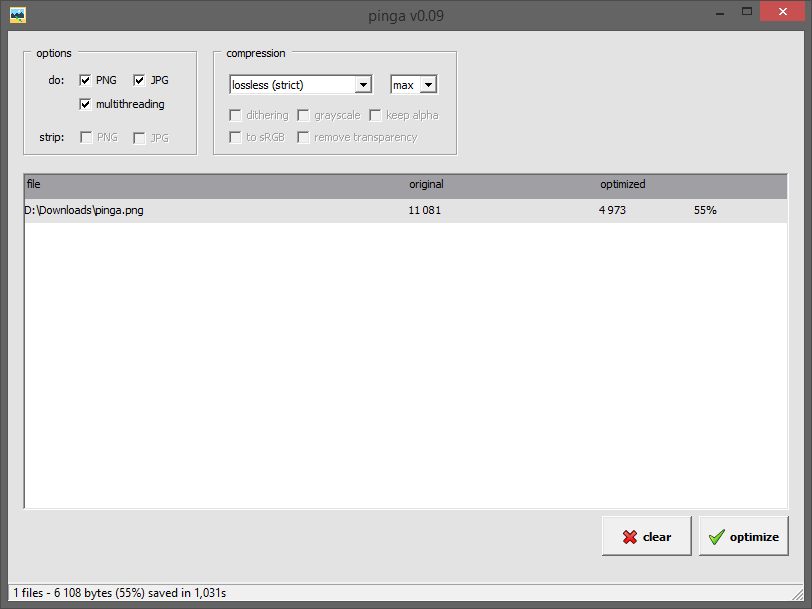 pinga v0.09
options
compression
do: PNG JPG
lossless (strict) max
multithreading
dithering grayscale keep alpha
strip: PNG JPG
to sRGB remove transparency
file original optimized
D:\Downloads\pinga.png 11 081 4 973 55%
clear optimize
1 files - 6 108 bytes (55%) saved in 1,031s